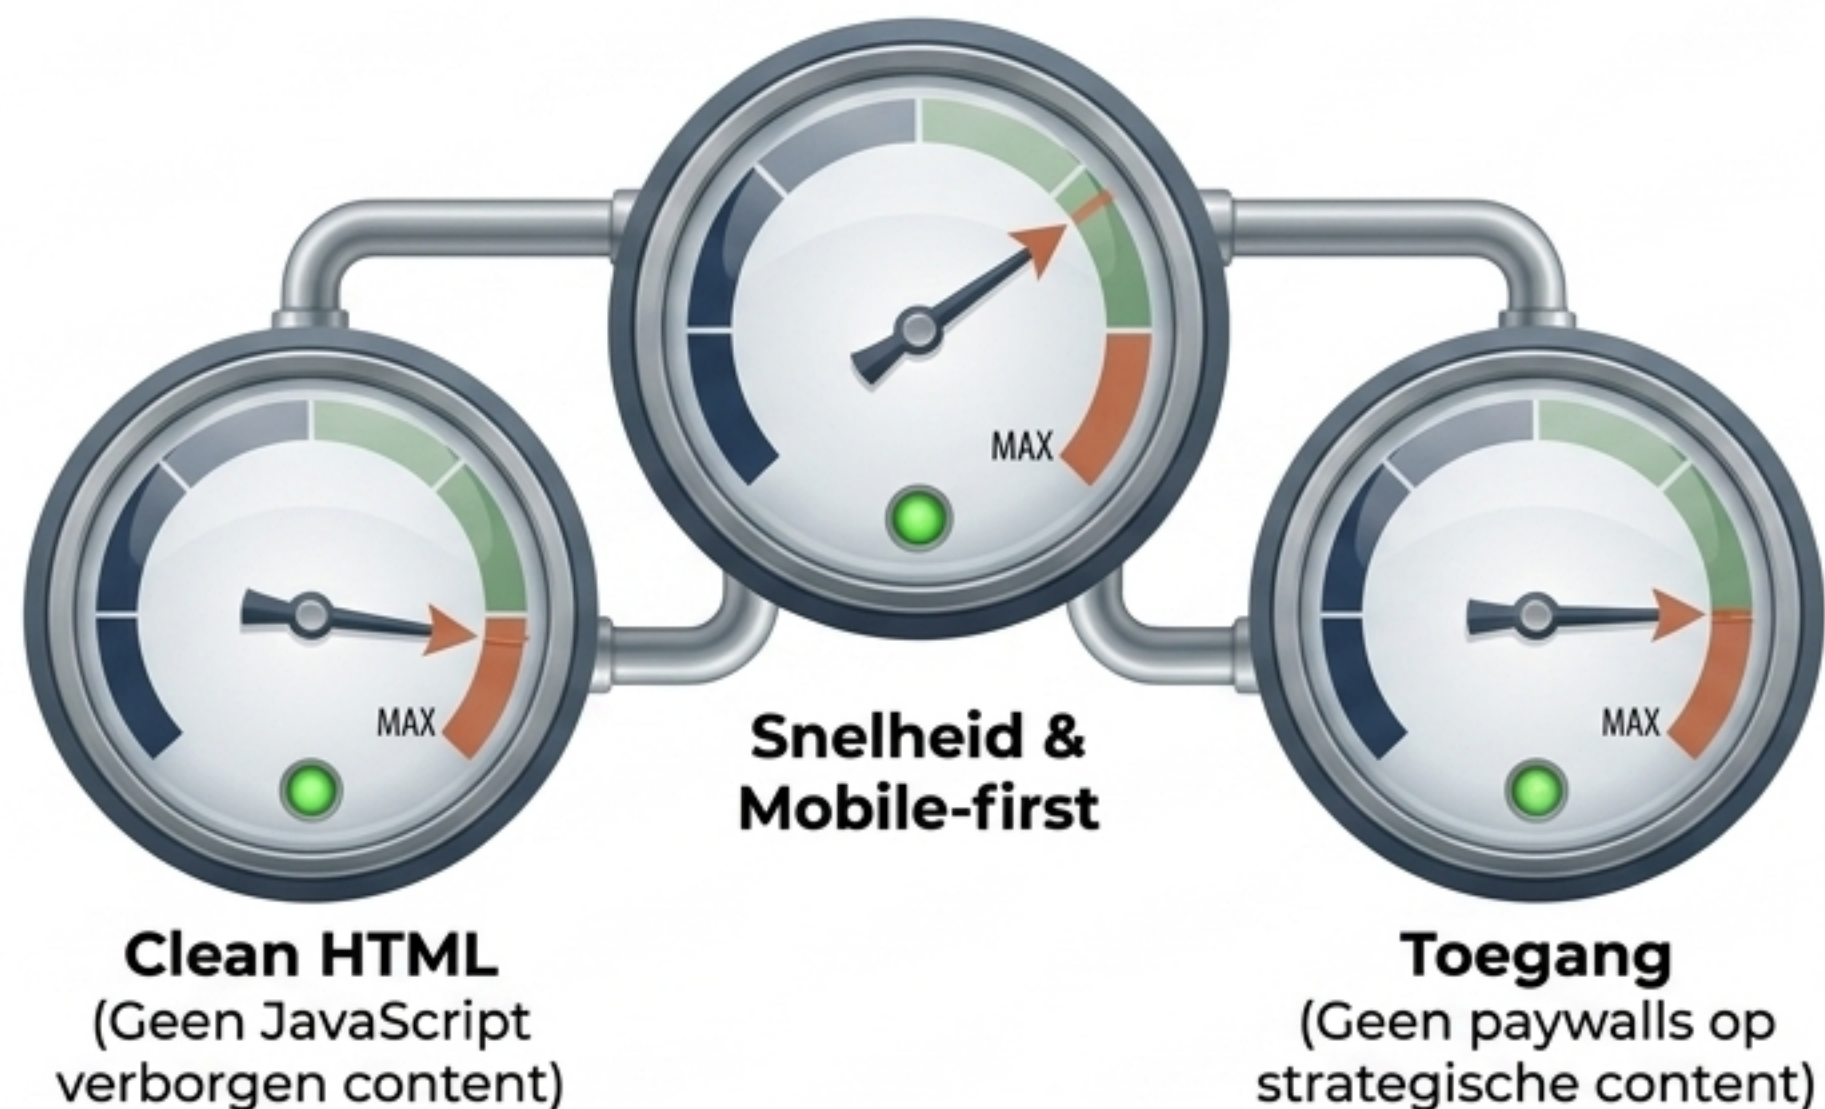 MAX
MAX
MAX
Snelheid &
Mobile-first
Clean HTML
(Geen JavaScript
verborgen content)
Toegang
(Geen paywalls op
strategische content)